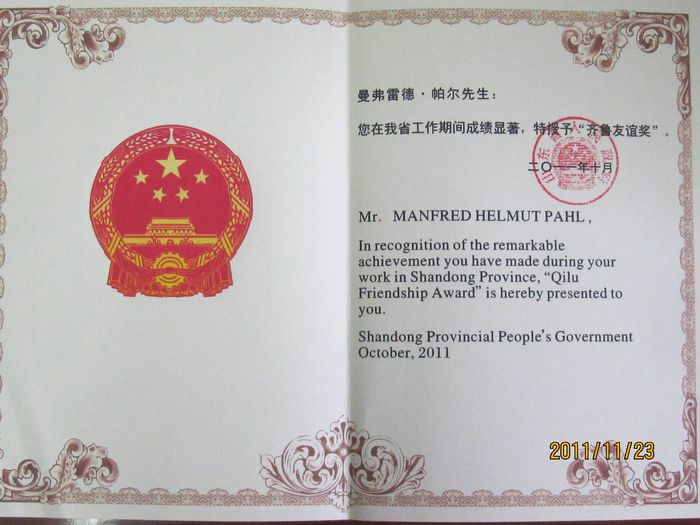 曼弗雷德·帕尔先生：
您在我省工作期间成绩显著，特授予“齐鲁友谊奖”。
二〇一一年十月
Mr. MANFRED HELMUT PAHL,
In recognition of the remarkable
achievement you have made during your
work in Shandong Province, “Qilu
Friendship Award” is hereby presented to
you.
Shandong Provincial People's Government
October, 2011
2011/11/23